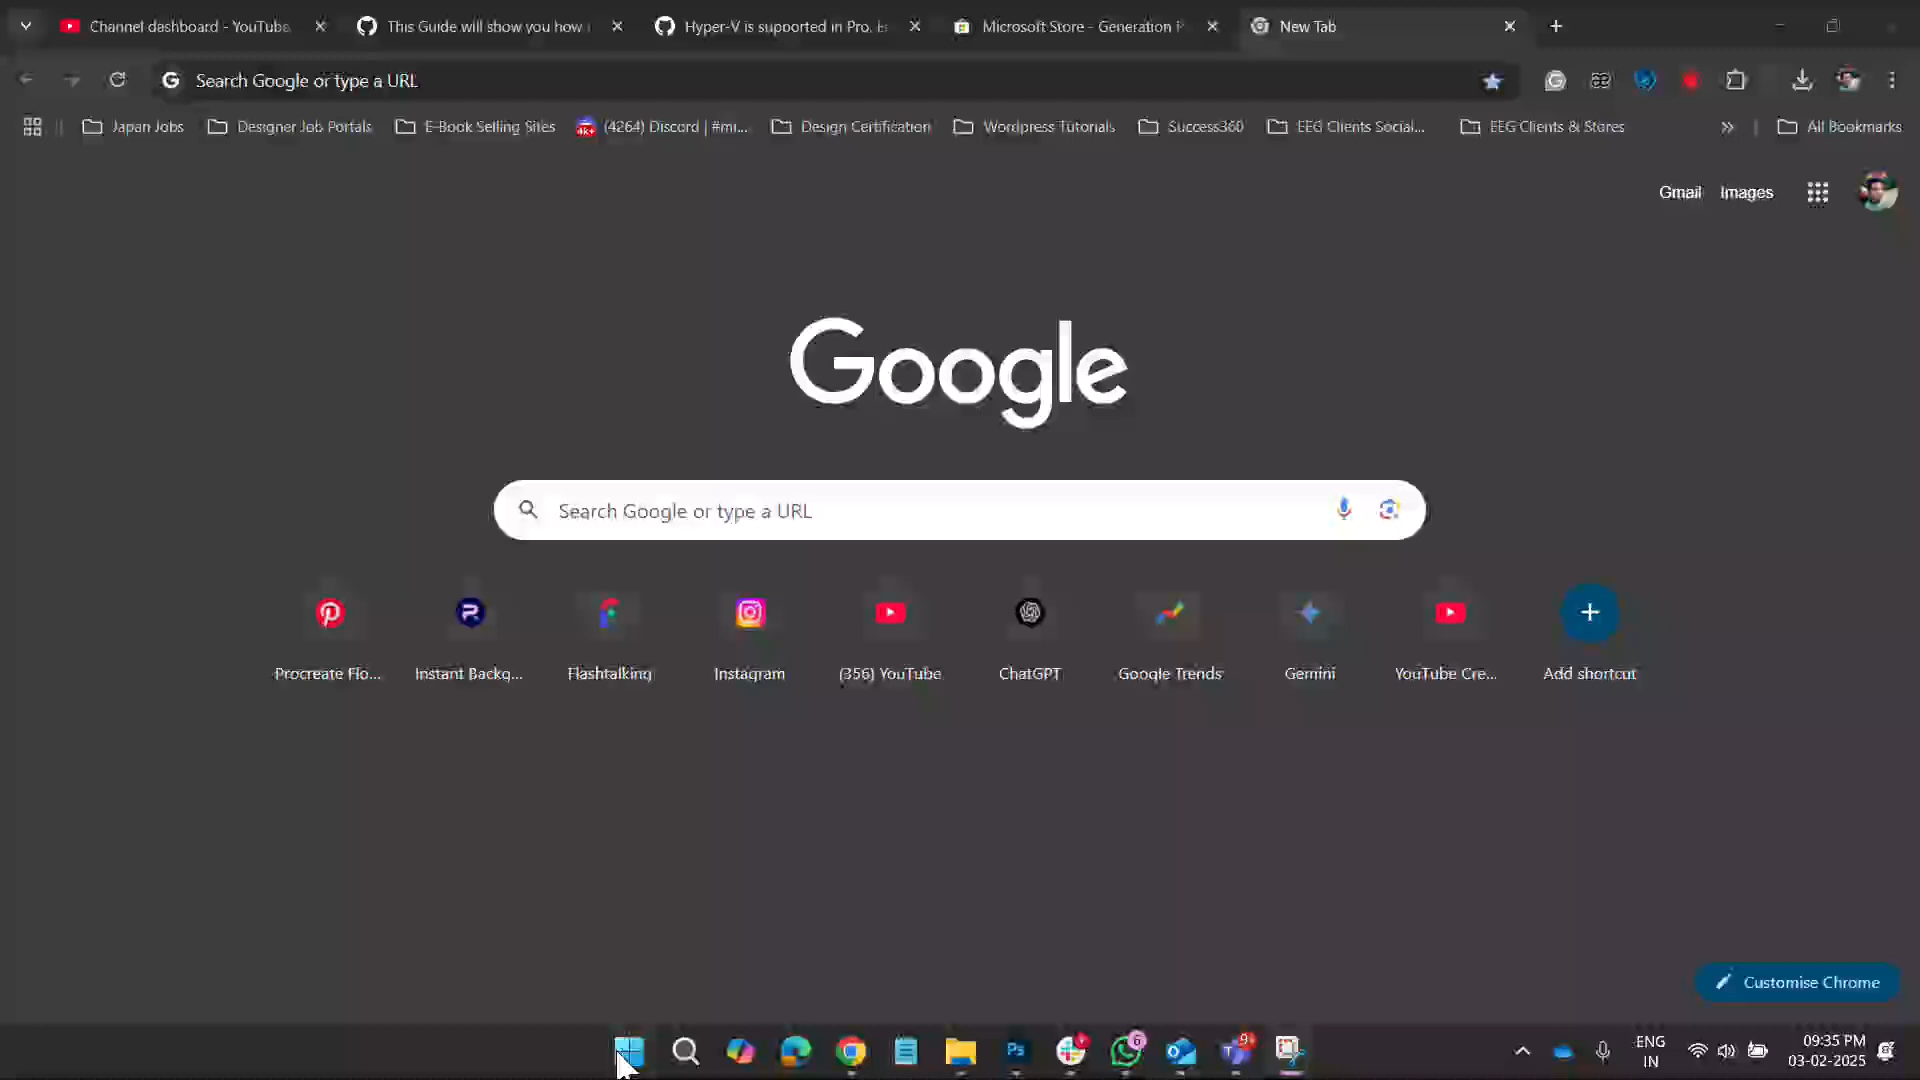 Channel dashboard - YouTube
This Guide will show you how
Hyper-V is supported in Pro, E
Microsoft Store - Generation P
New Tab
Search Google or type a URL
Japan Jobs
Designer Job Portals
E-Book Selling Sites
(4264) Discord | #mi...
Design Certification
Wordpress Tutorials
Success360
EEG Clients Social...
EEG Clients & Stores
All Bookmarks
Gmail
Images
Google
Search Google or type a URL
Procreate Flo...
Instant Backg...
Flashtalking
Instagram
(356) YouTube
ChatGPT
Google Trends
Gemini
YouTube Cre...
Add shortcut
Customise Chrome
Ps
6
9+
ENG
IN
09:35 PM
03-02-2025